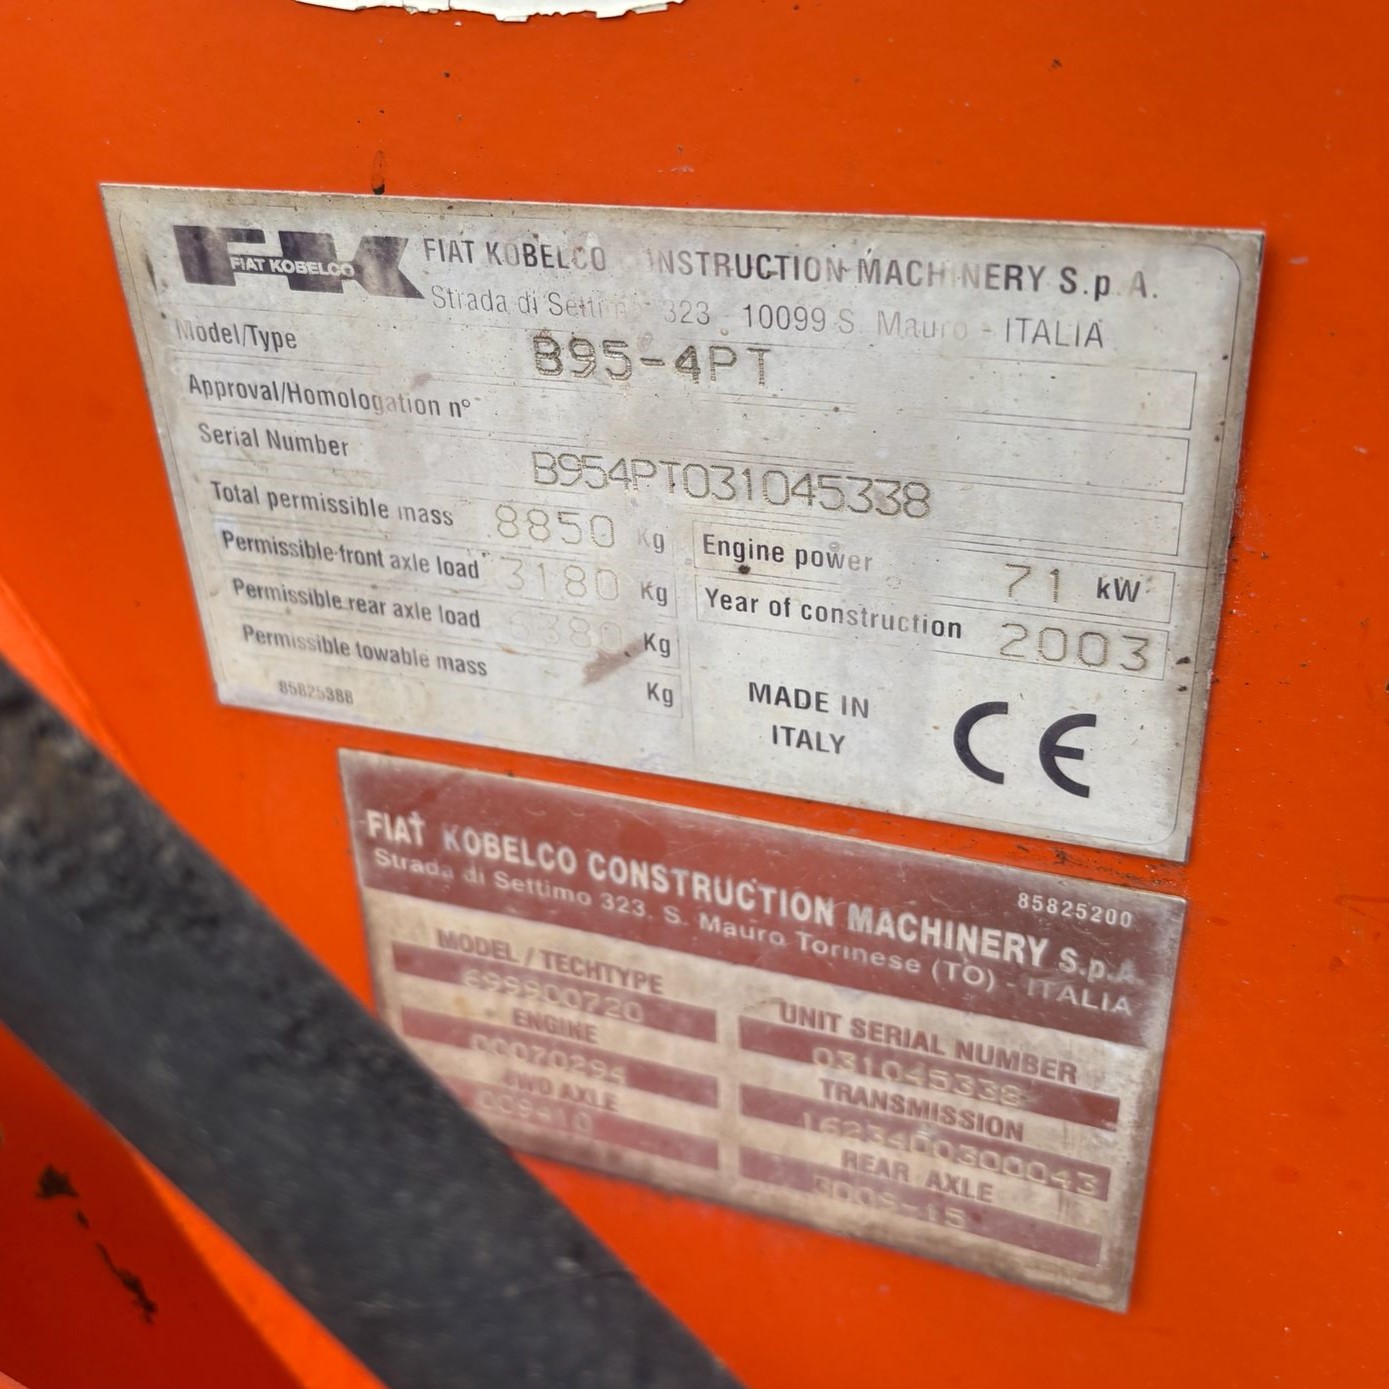 FIAT KOBELCO
FIAT KOBELCO CONSTRUCTION MACHINERY S.p.A.
Strada di Settimo 323 - 10099 S. Mauro - ITALIA
Model/Type B95-4PT
Approval/Homologation n°
Serial Number B954PT031045338
Total permissible mass 8850 Kg
Engine power 71 kW
Permissible front axle load 3180 Kg
Year of construction 2003
Permissible rear axle load Kg
Permissible towable mass Kg
85825388
MADE IN
ITALY
CE
85825200
FIAT KOBELCO CONSTRUCTION MACHINERY S.p.A.
Strada di Settimo 323, S. Mauro Torinese (TO) - ITALIA
MODEL / TECHTYPE
699900720
UNIT SERIAL NUMBER
031045338
ENGINE
00070294
TRANSMISSION
1623400300043
4WD AXLE
REAR AXLE